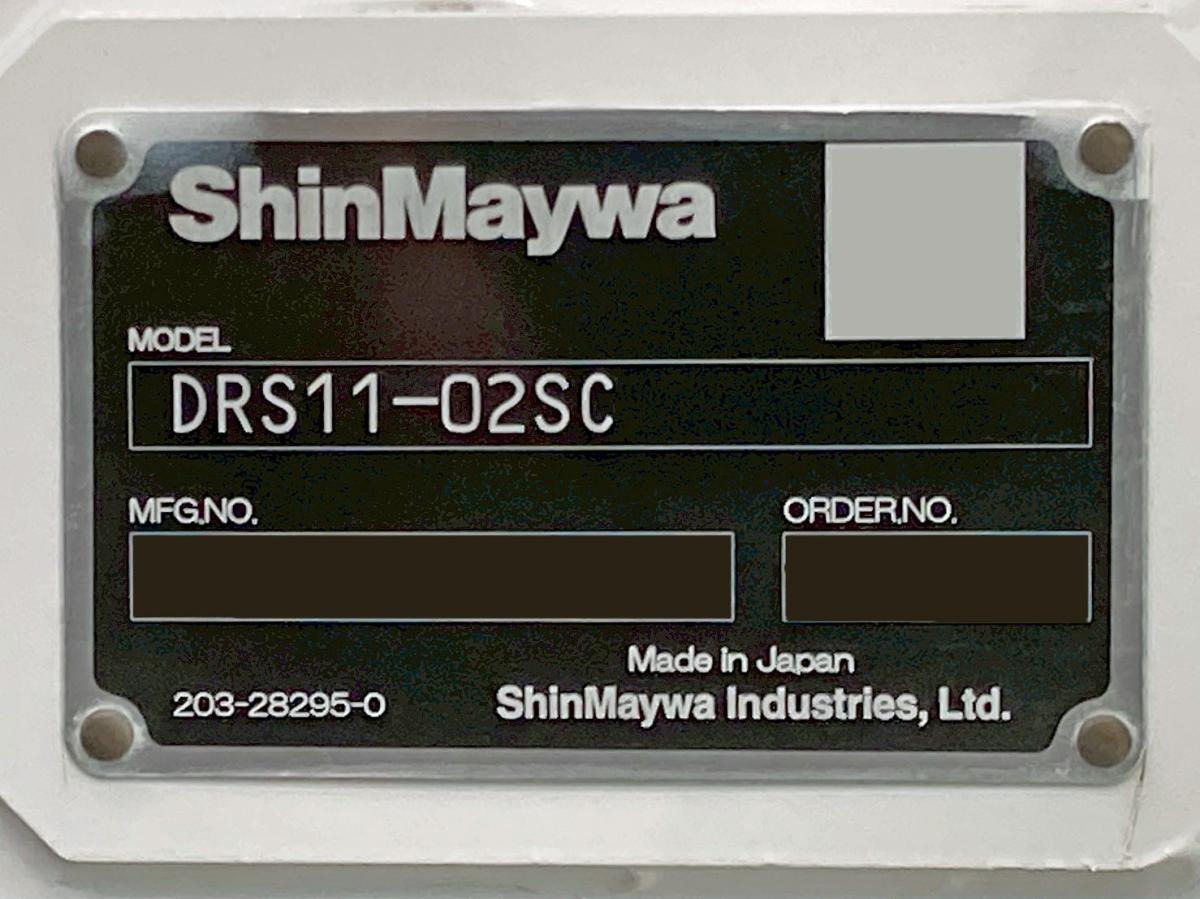 ShinMaywa
MODEL
DRS11-02SC
MFG.NO. ORDER.NO.
Made in Japan
203-28295-0 ShinMaywa Industries, Ltd.